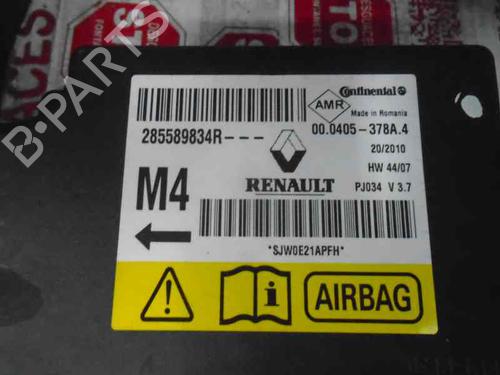 Continental
AMR
Made in Romania
285589834R---
00.0405-378A.4
20/2010
HW 44/07
M4
RENAULT
PJ034 V 3.7
*SJW0E21APFH*
AIRBAG
B-PARTS